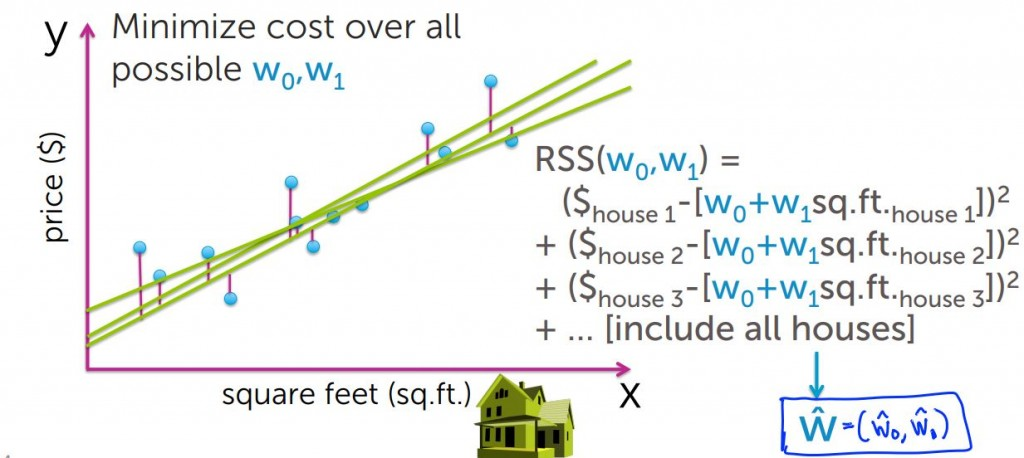 y
Minimize cost over all
possible w₀,w₁
price ($)
RSS(w₀,w₁) =
($house 1-[w₀+w₁sq.ft.house 1])²
+ ($house 2-[w₀+w₁sq.ft.house 2])²
+ ($house 3-[w₀+w₁sq.ft.house 3])²
+ ... [include all houses]
square feet (sq.ft.)
x
ŵ=(ŵ₀, ŵ₁)